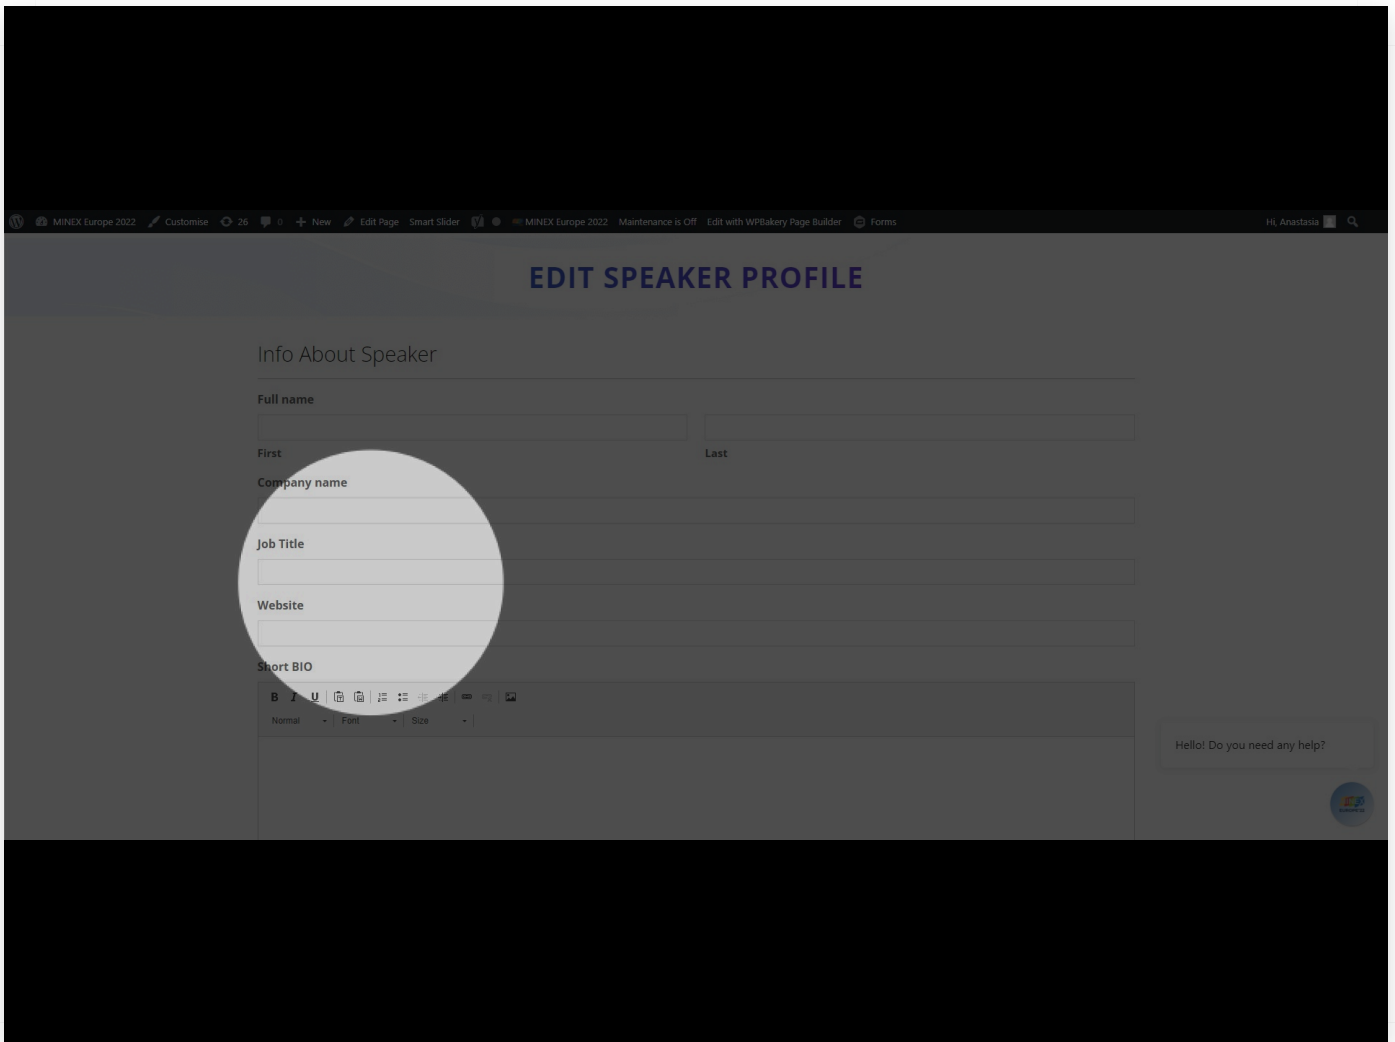 MINEX Europe 2022 Customise 26 0 New Edit Page Smart Slider MINEX Europe 2022 Maintenance is Off Edit with WPBakery Page Builder Forms Hi, Anastasia
EDIT SPEAKER PROFILE
Info About Speaker
Full name
First Last
Company name
Job Title
Website
Short BIO
B I U
Normal Font Size
Hello! Do you need any help?